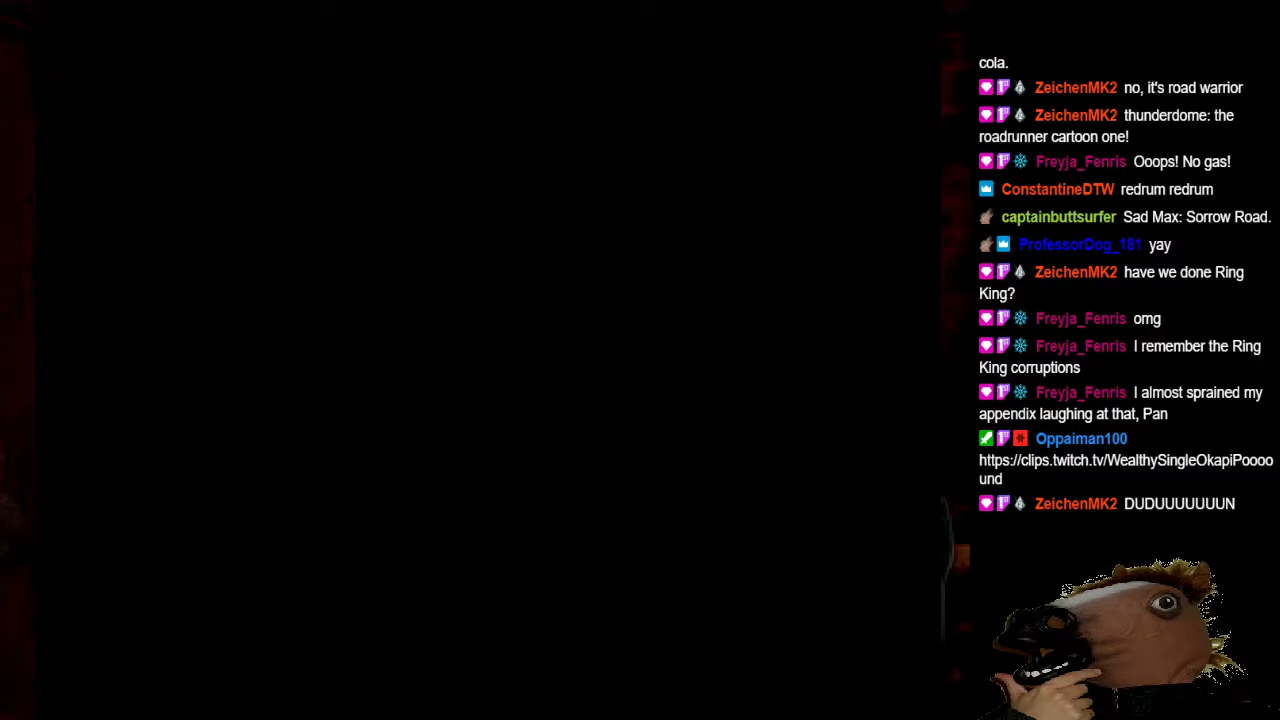 cola.
ZeichenMK2 no, it's road warrior
ZeichenMK2 thunderdome: the
roadrunner cartoon one!
Freyja_Fenris Ooops! No gas!
ConstantineDTW redrum redrum
captainbuttsurfer Sad Max: Sorrow Road.
ProfessorDog_181 yay
ZeichenMK2 have we done Ring
King?
Freyja_Fenris omg
Freyja_Fenris I remember the Ring
King corruptions
Freyja_Fenris I almost sprained my
appendix laughing at that, Pan
Oppaiman100
https://clips.twitch.tv/WealthySingleOkapiPoooo
und
ZeichenMK2 DUDUUUUUUUN